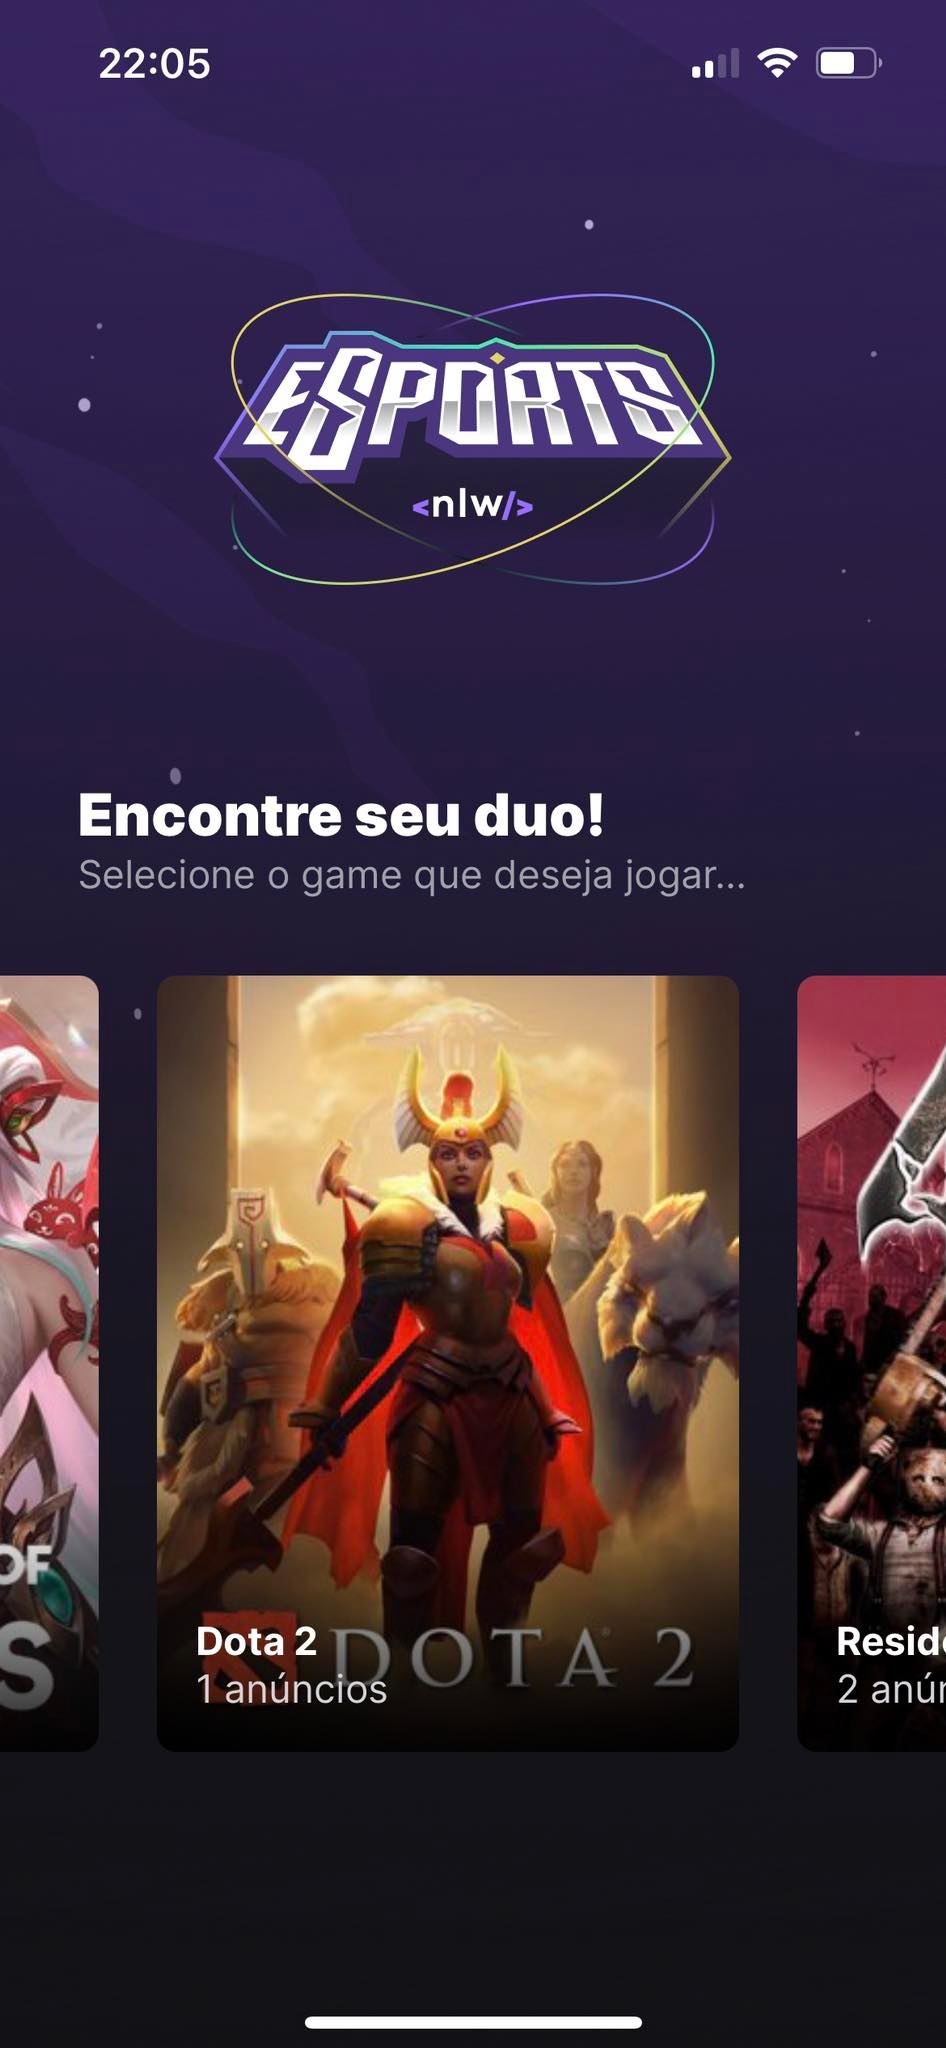 22:05
ESPORTS
<nlw/>
Encontre seu duo!
Selecione o game que deseja jogar...
OF
S
Dota 2
DOTA 2
1 anúncios
Reside
2 anún